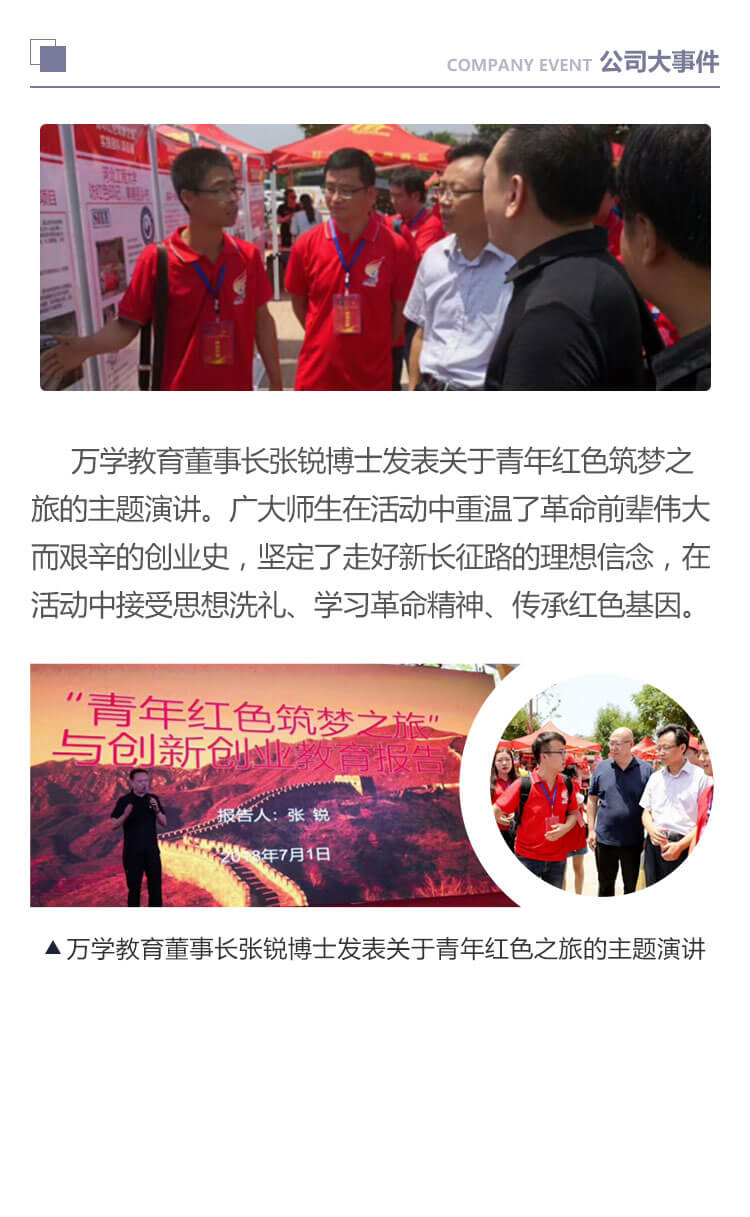 COMPANY EVENT 公司大事件
河北工程大学
项目
万学教育董事长张锐博士发表关于青年红色筑梦之
旅的主题演讲。广大师生在活动中重温了革命前辈伟大
而艰辛的创业史，坚定了走好新长征路的理想信念，在
活动中接受思想洗礼、学习革命精神、传承红色基因。
“青年红色筑梦之旅”
与创新创业教育报告
报告人：张 锐
2018年7月1日
▲万学教育董事长张锐博士发表关于青年红色之旅的主题演讲